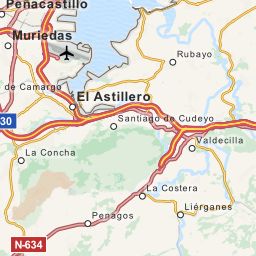 Peñacastillo
Muriedas
Rubayo
de Camargo
El Astillero
30
Santiago de Cudeyo
Valdecilla
La Concha
La Costera
Liérganes
Penagos
N-634